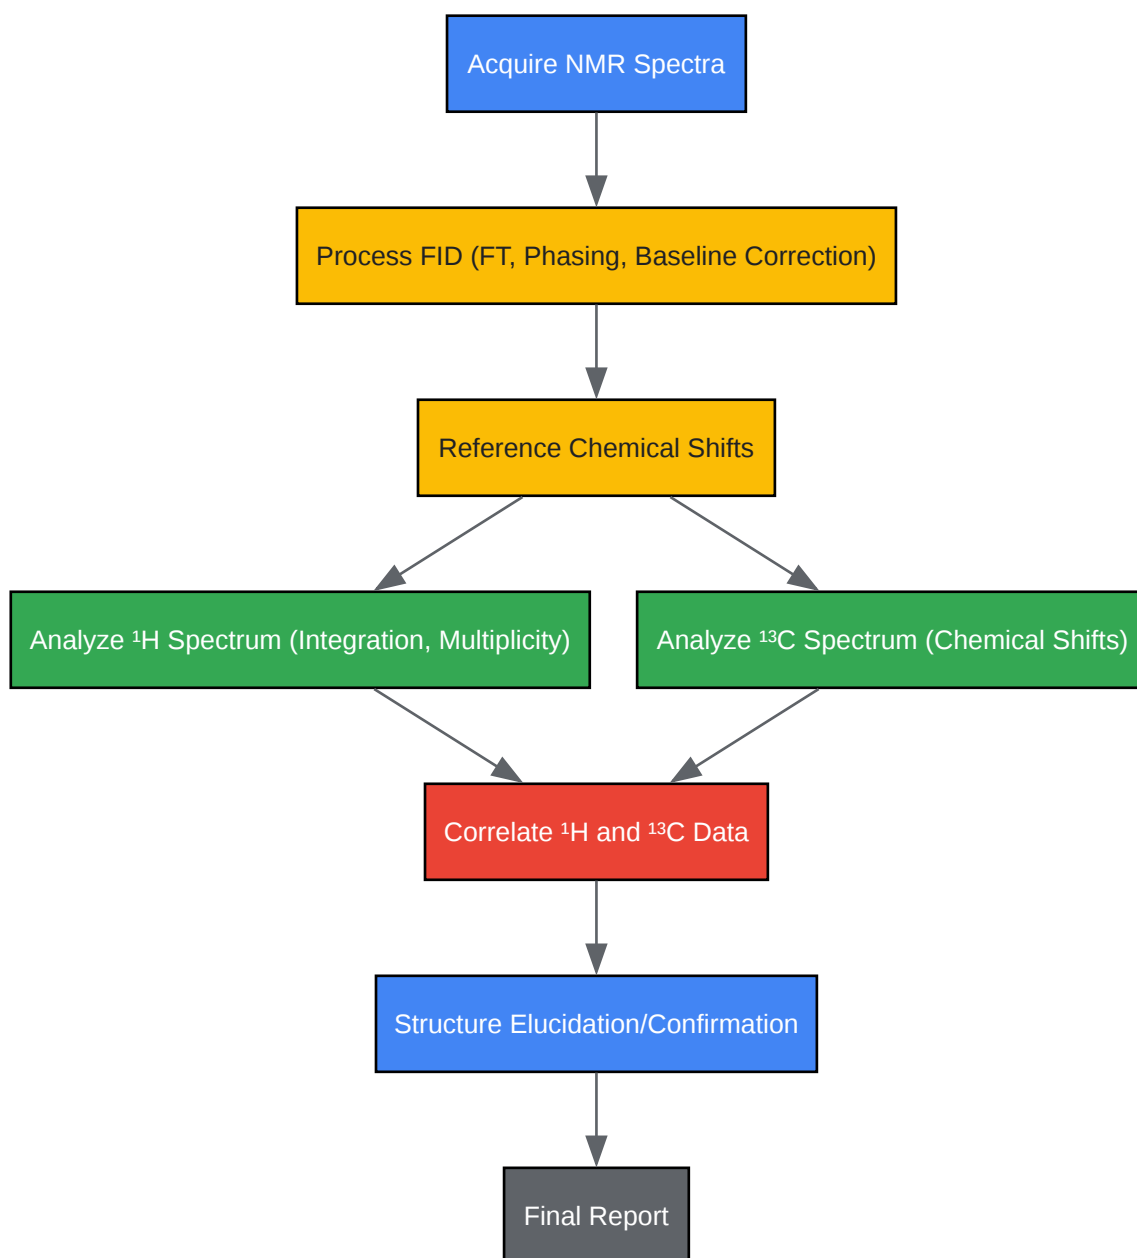 Acquire NMR Spectra
Process FID (FT, Phasing, Baseline Correction)
Reference Chemical Shifts
Analyze ¹H Spectrum (Integration, Multiplicity)
Analyze ¹³C Spectrum (Chemical Shifts)
Correlate ¹H and ¹³C Data
Structure Elucidation/Confirmation
Final Report